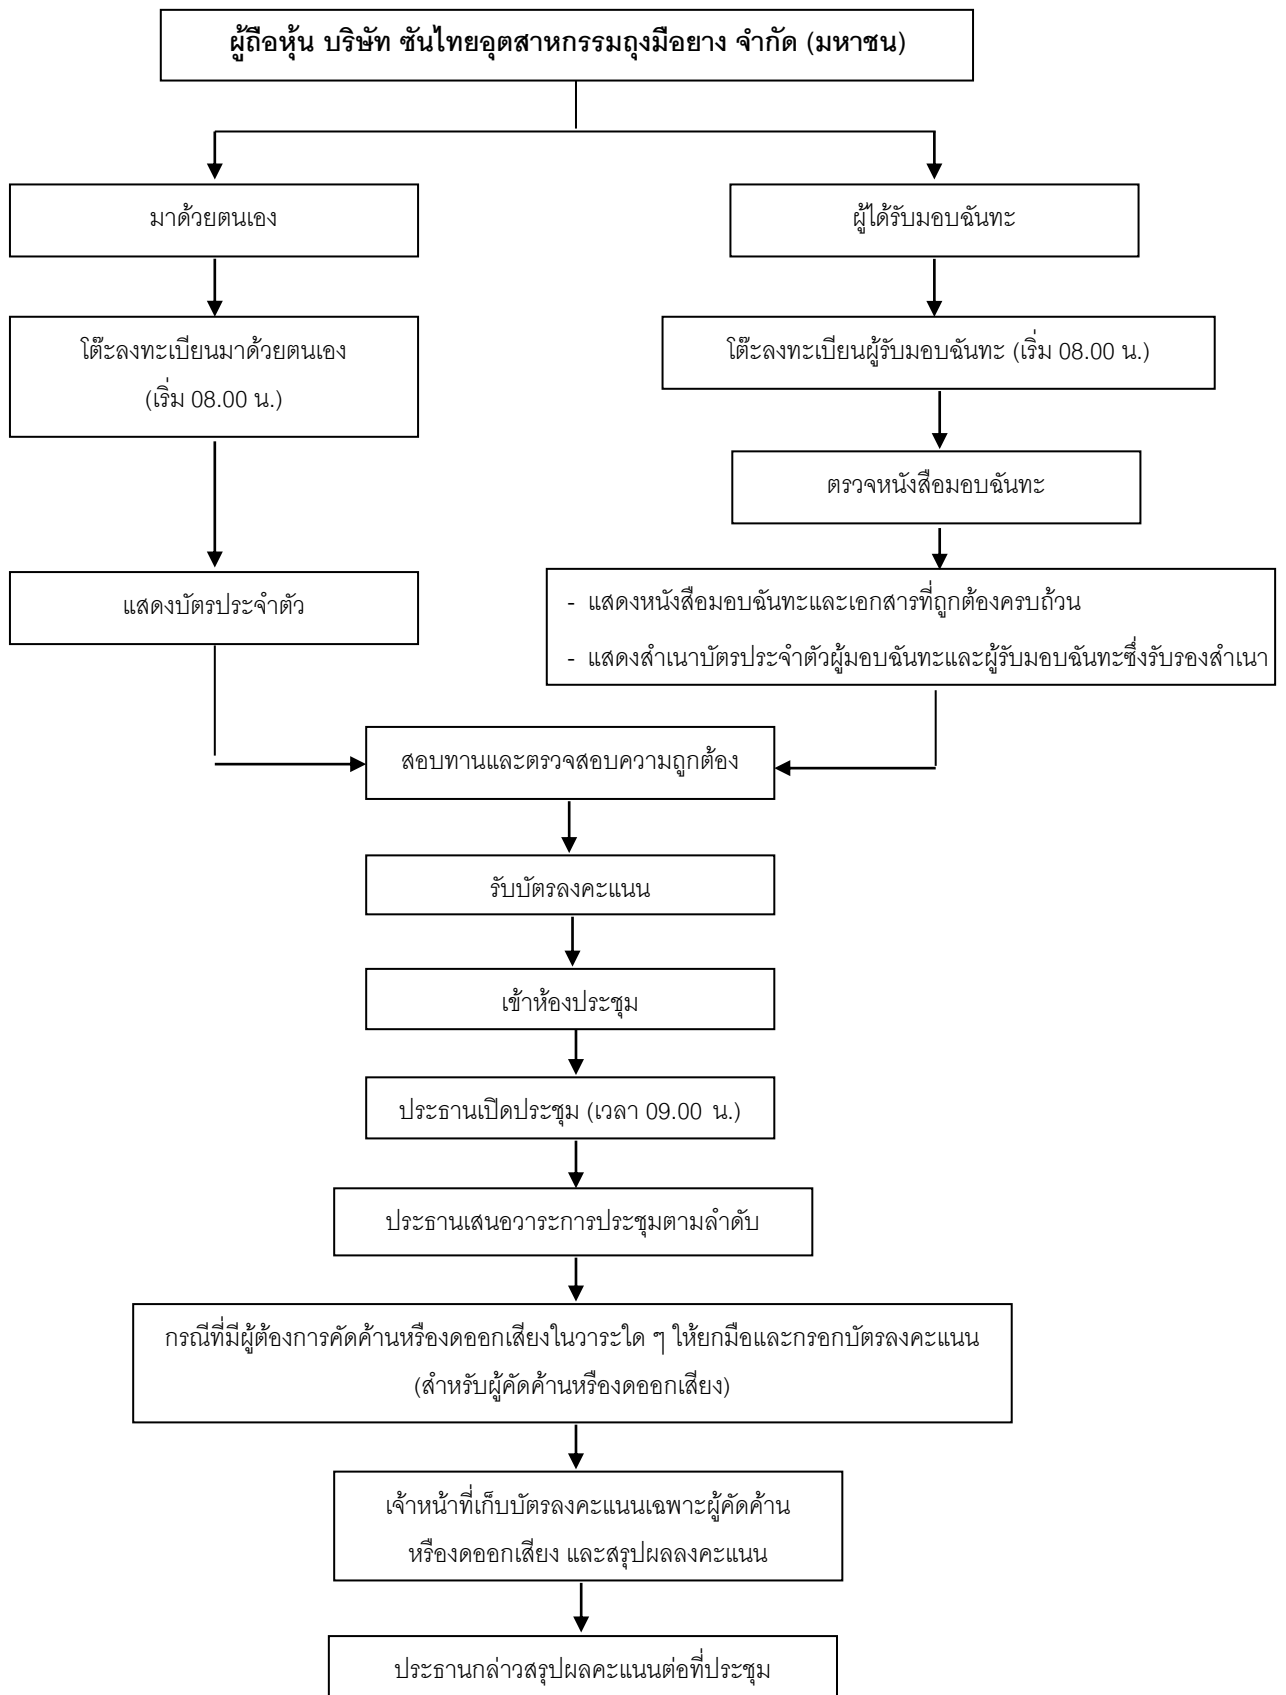 ผู้ถือหุ้น บริษัท ซันไทยอุตสาหกรรมถุงมือยาง จำกัด (มหาชน)
มาด้วยตนเอง
ผู้ได้รับมอบฉันทะ
โต๊ะลงทะเบียนมาด้วยตนเอง
(เริ่ม 08.00 น.)
โต๊ะลงทะเบียนผู้รับมอบฉันทะ (เริ่ม 08.00 น.)
ตรวจหนังสือมอบฉันทะ
แสดงบัตรประจำตัว
- แสดงหนังสือมอบฉันทะและเอกสารที่ถูกต้องครบถ้วน
- แสดงสำเนาบัตรประจำตัวผู้มอบฉันทะและผู้รับมอบฉันทะซึ่งรับรองสำเนา
สอบทานและตรวจสอบความถูกต้อง
รับบัตรลงคะแนน
เข้าห้องประชุม
ประธานเปิดประชุม (เวลา 09.00 น.)
ประธานเสนอวาระการประชุมตามลำดับ
กรณีที่มีผู้ต้องการคัดค้านหรืองดออกเสียงในวาระใด ๆ ให้ยกมือและกรอกบัตรลงคะแนน
(สำหรับผู้คัดค้านหรืองดออกเสียง)
เจ้าหน้าที่เก็บบัตรลงคะแนนเฉพาะผู้คัดค้าน
หรืองดออกเสียง และสรุปผลลงคะแนน
ประธานกล่าวสรุปผลคะแนนต่อที่ประชุม